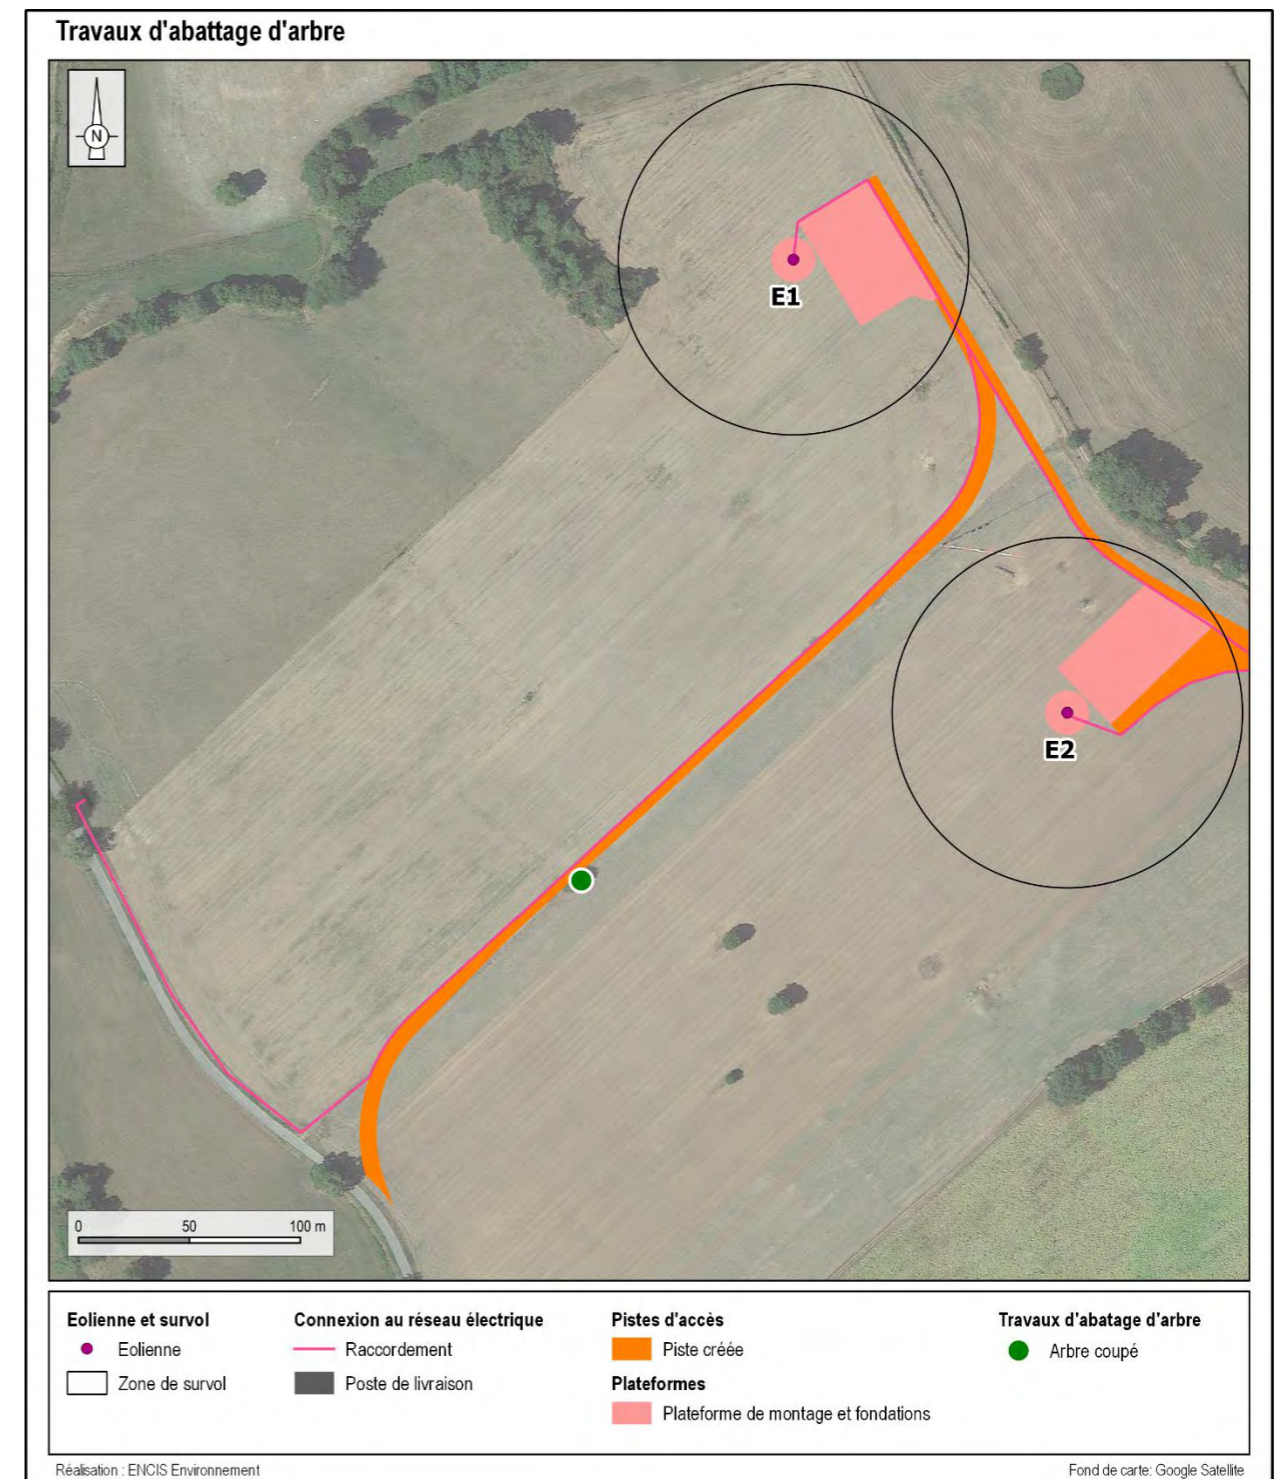 Travaux d'abattage d'arbre
N
E1
E2
0 50 100 m
Eolienne et survol
Eolienne
Zone de survol
Connexion au réseau électrique
Raccordement
Poste de livraison
Pistes d'accès
Piste créée
Plateformes
Plateforme de montage et fondations
Travaux d'abatage d'arbre
Arbre coupé
Réalisation : ENCIS Environnement
Fond de carte: Google Satellite